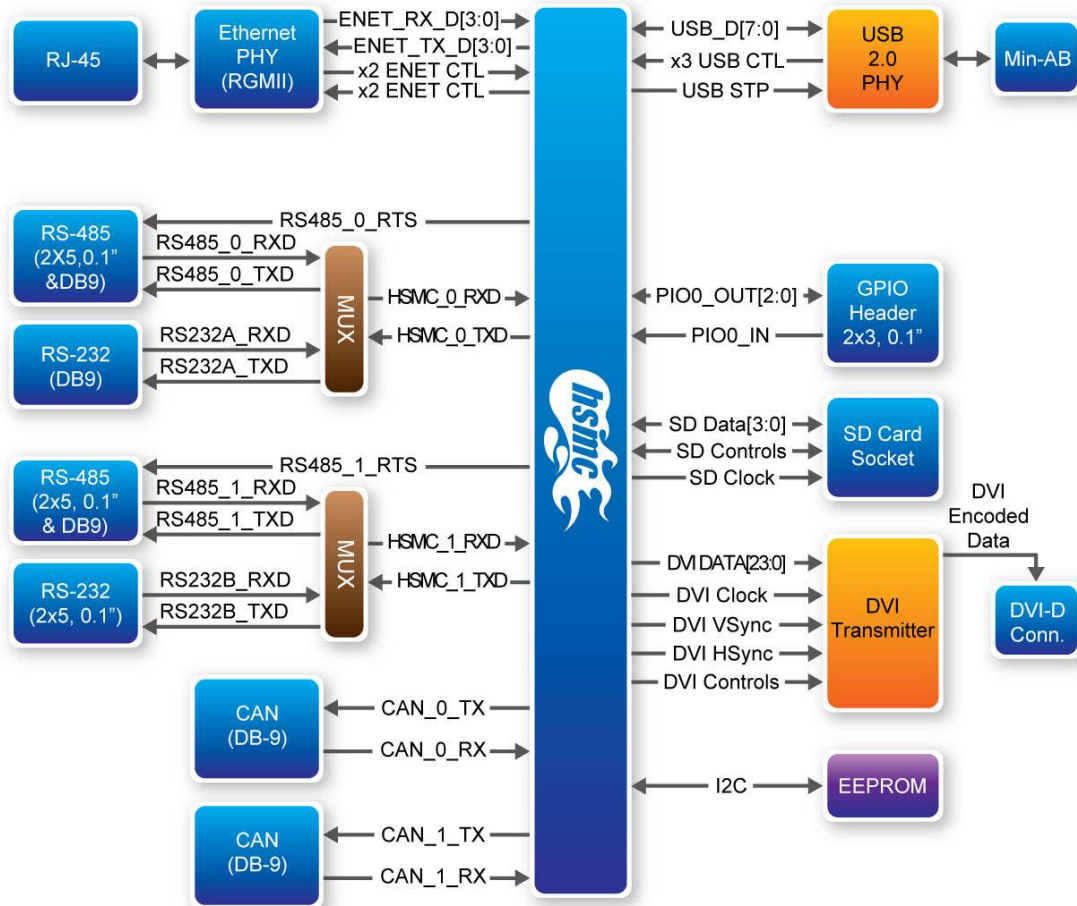 RJ-45
Ethernet
PHY
(RGMII)
ENET_RX_D[3:0]
ENET_TX_D[3:0]
x2 ENET CTL
x2 ENET CTL
USB_D[7:0]
x3 USB CTL
USB STP
USB
2.0
PHY
Min-AB
RS-485
(2X5,0.1”
&DB9)
RS485_0_RTS
RS485_0_RXD
RS485_0_TXD
RS-232
(DB9)
RS232A_RXD
RS232A_TXD
MUX
HSMC_0_RXD
HSMC_0_TXD
RS-485
(2x5, 0.1”
& DB9)
RS485_1_RTS
RS485_1_RXD
RS485_1_TXD
RS-232
(2x5, 0.1”)
RS232B_RXD
RS232B_TXD
MUX
HSMC_1_RXD
HSMC_1_TXD
CAN
(DB-9)
CAN_0_TX
CAN_0_RX
CAN
(DB-9)
CAN_1_TX
CAN_1_RX
hsmc
PIO0_OUT[2:0]
PIO0_IN
GPIO
Header
2x3, 0.1”
SD Data[3:0]
SD Controls
SD Clock
SD Card
Socket
DVI DATA[23:0]
DVI Clock
DVI VSync
DVI HSync
DVI Controls
DVI
Transmitter
DVI
Encoded
Data
DVI-D
Conn.
I2C
EEPROM